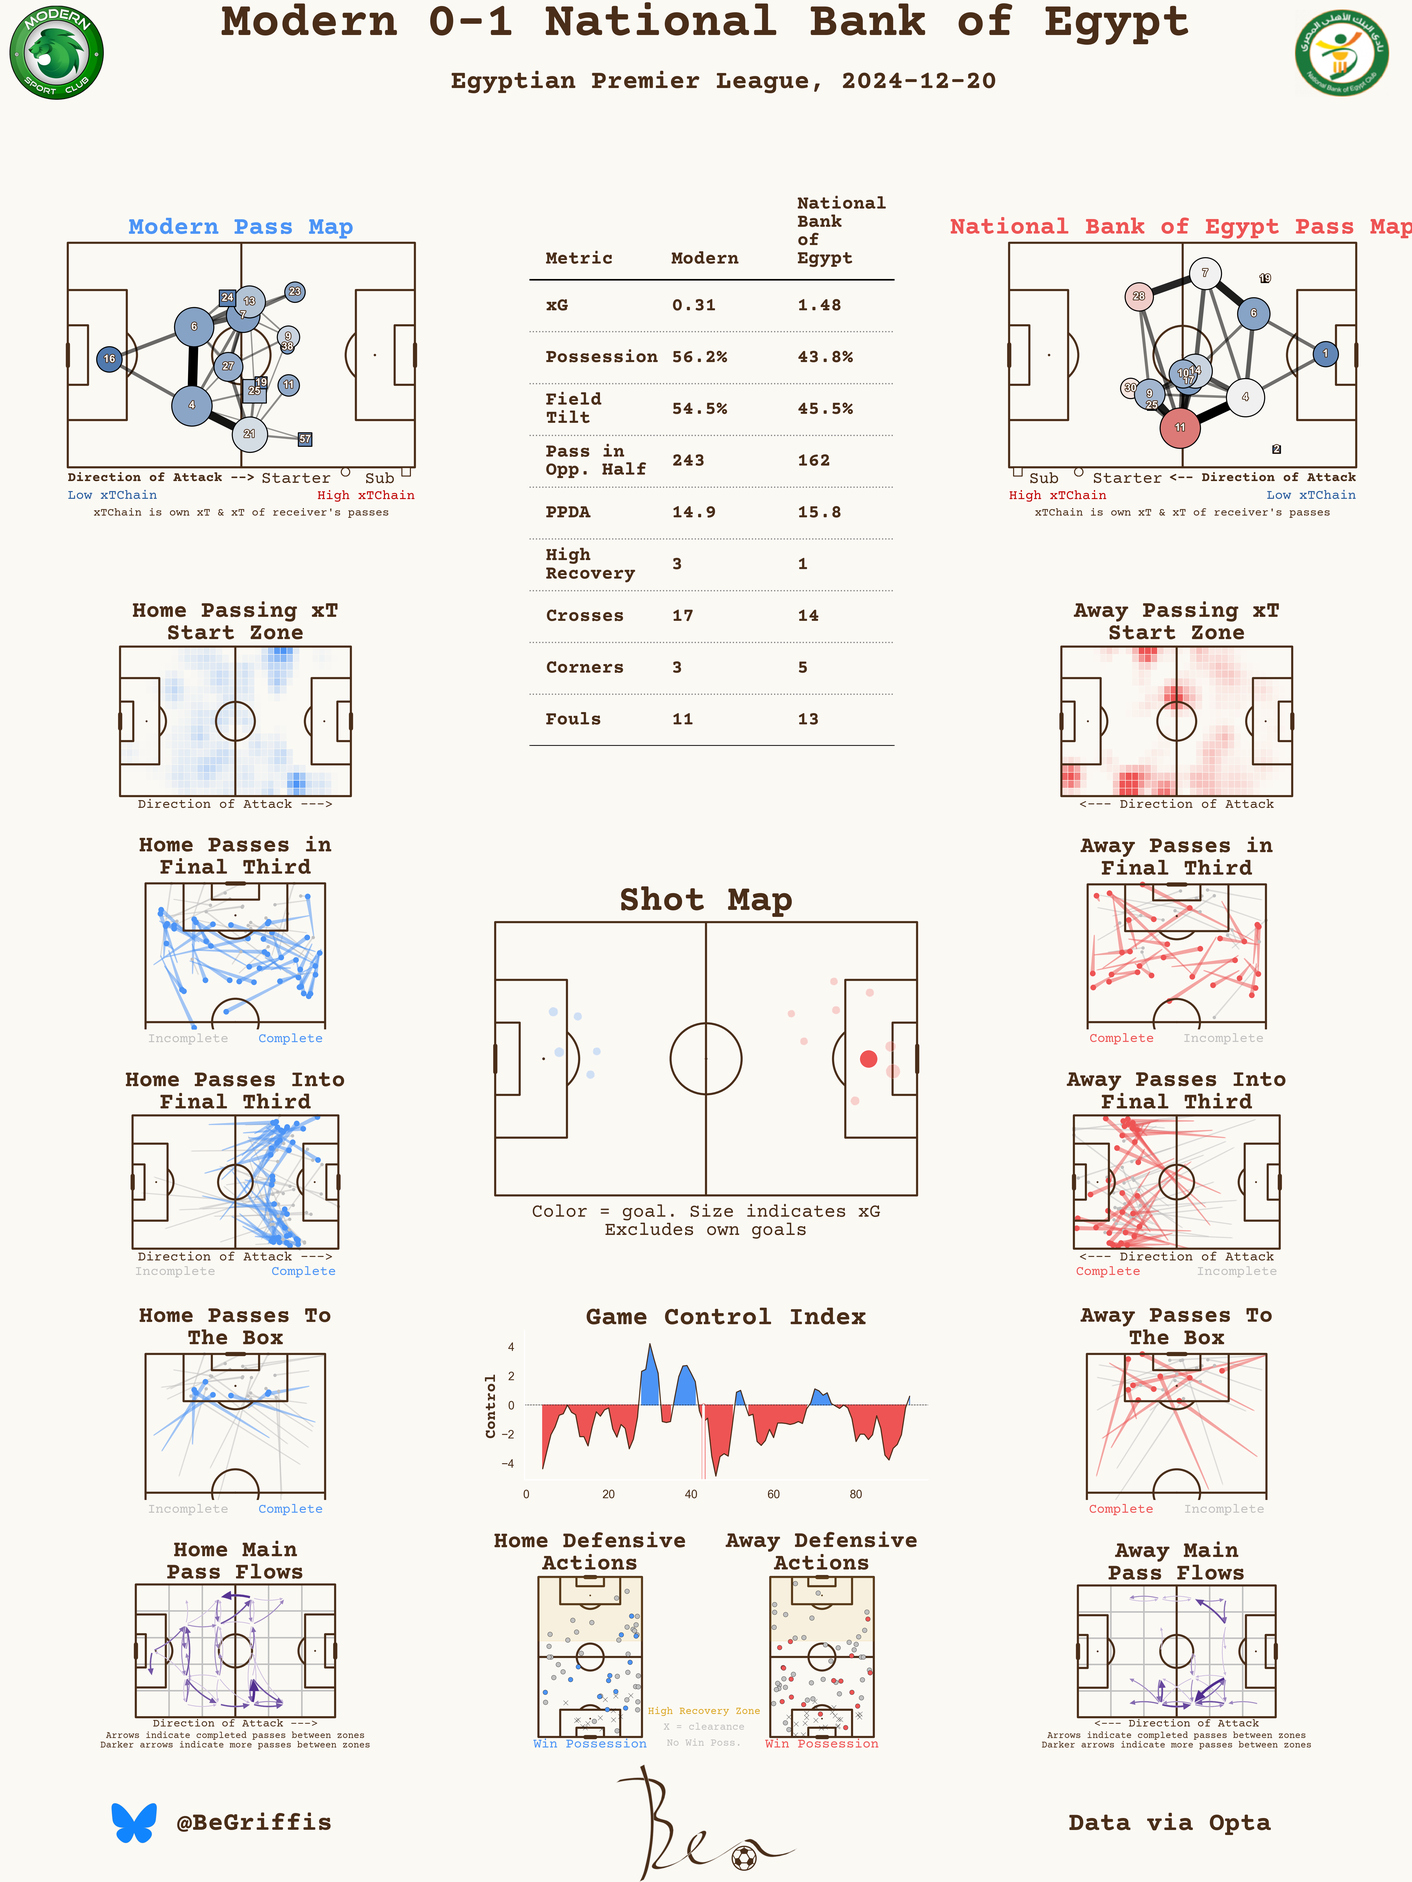 Modern 0-1 National Bank of Egypt
Egyptian Premier League, 2024-12-20
MODERN
SPORT CLUB
نادي البنك الأهلي المصري
National Bank of Egypt Club
Modern Pass Map
16
6
4
24
13
7
23
9
38
27
19
25
11
21
57
Direction of Attack --> Starter Sub
Low xTChain High xTChain
xTChain is own xT & xT of receiver's passes
Metric Modern National Bank of Egypt
xG 0.31 1.48
Possession 56.2% 43.8%
Field Tilt 54.5% 45.5%
Pass in Opp. Half 243 162
PPDA 14.9 15.8
High Recovery 3 1
Crosses 17 14
Corners 3 5
Fouls 11 13
National Bank of Egypt Pass Map
7
19
28
6
1
10
14
17
30
9
25
4
11
2
Sub Starter <-- Direction of Attack
High xTChain Low xTChain
xTChain is own xT & xT of receiver's passes
Home Passing xT
Start Zone
Direction of Attack --->
Away Passing xT
Start Zone
<--- Direction of Attack
Home Passes in
Final Third
Incomplete Complete
Away Passes in
Final Third
Complete Incomplete
Shot Map
Color = goal. Size indicates xG
Excludes own goals
Home Passes Into
Final Third
Direction of Attack --->
Incomplete Complete
Away Passes Into
Final Third
<--- Direction of Attack
Complete Incomplete
Home Passes To
The Box
Incomplete Complete
Game Control Index
Control
4
2
0
−2
−4
0 20 40 60 80
Away Passes To
The Box
Complete Incomplete
Home Main
Pass Flows
Direction of Attack --->
Arrows indicate completed passes between zones
Darker arrows indicate more passes between zones
Home Defensive
Actions
Win Possession
Away Defensive
Actions
Win Possession
High Recovery Zone
X = clearance
No Win Poss.
Away Main
Pass Flows
<--- Direction of Attack
Arrows indicate completed passes between zones
Darker arrows indicate more passes between zones
@BeGriffis
Ben
Data via Opta